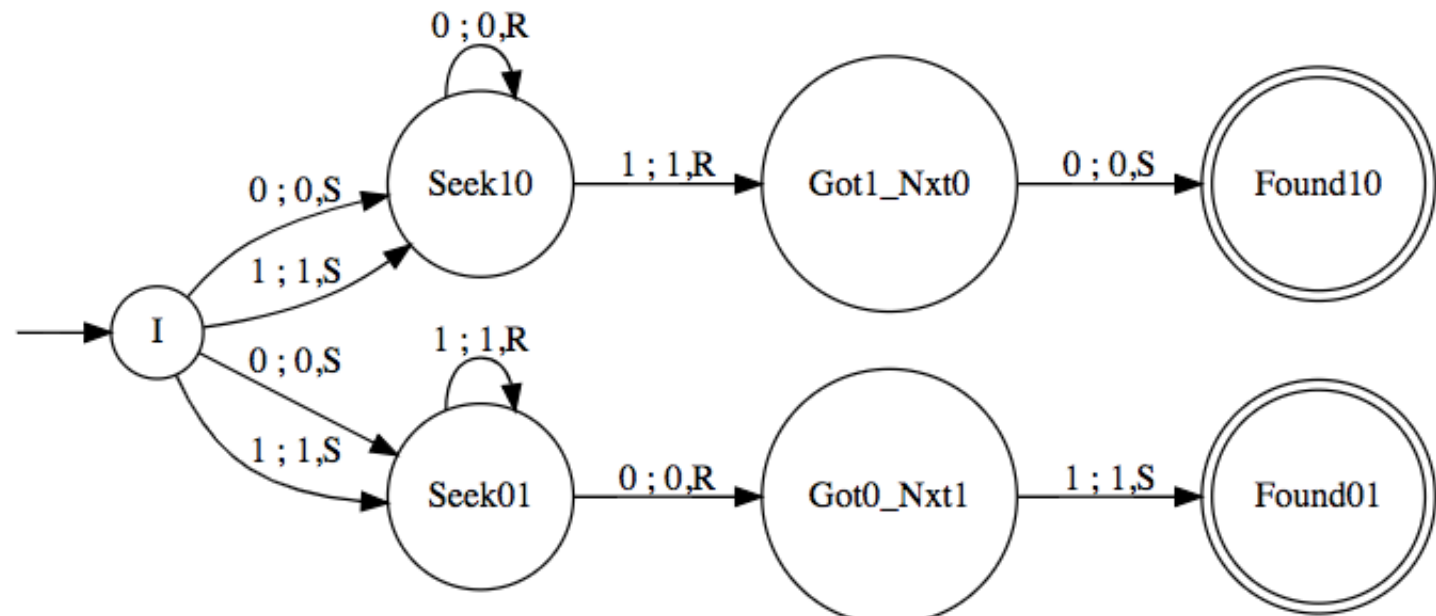 0 ; 0,R
Seek10
1 ; 1,R
Got1_Nxt0
0 ; 0,S
Found10
0 ; 0,S
1 ; 1,S
I
0 ; 0,S
1 ; 1,S
1 ; 1,R
Seek01
0 ; 0,R
Got0_Nxt1
1 ; 1,S
Found01